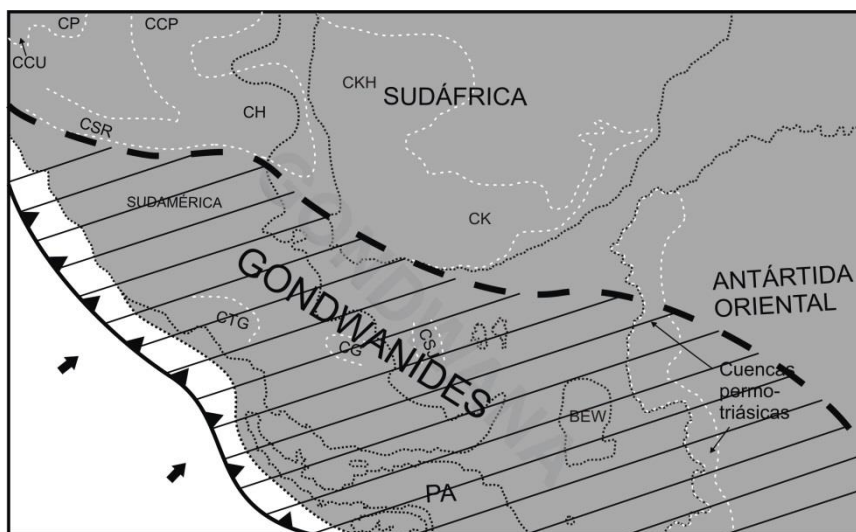 CP
CCP
CCU
CKH
SUDÁFRICA
CH
CSR
SUDAMÉRICA
CK
GONDWANA
GONDWANIDES
ANTÁRTIDA
ORIENTAL
CTG
CG
CS
Cuencas
permo-
triásicas
BEW
PA